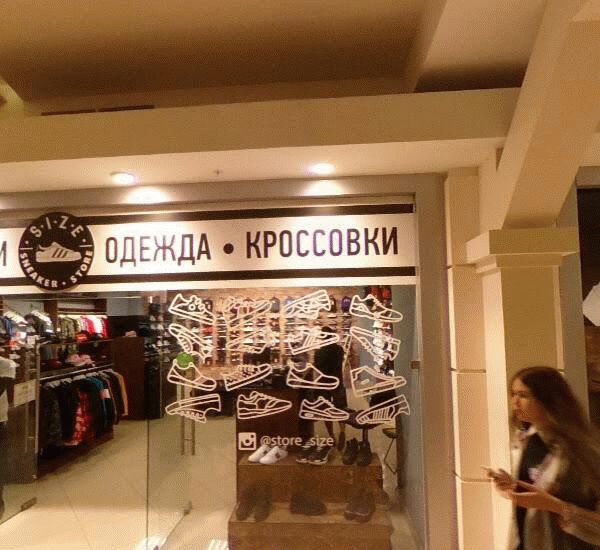 И
S·I·Z·E
SNEAKER·STORE
ОДЕЖДА • КРОССОВКИ
@store_size